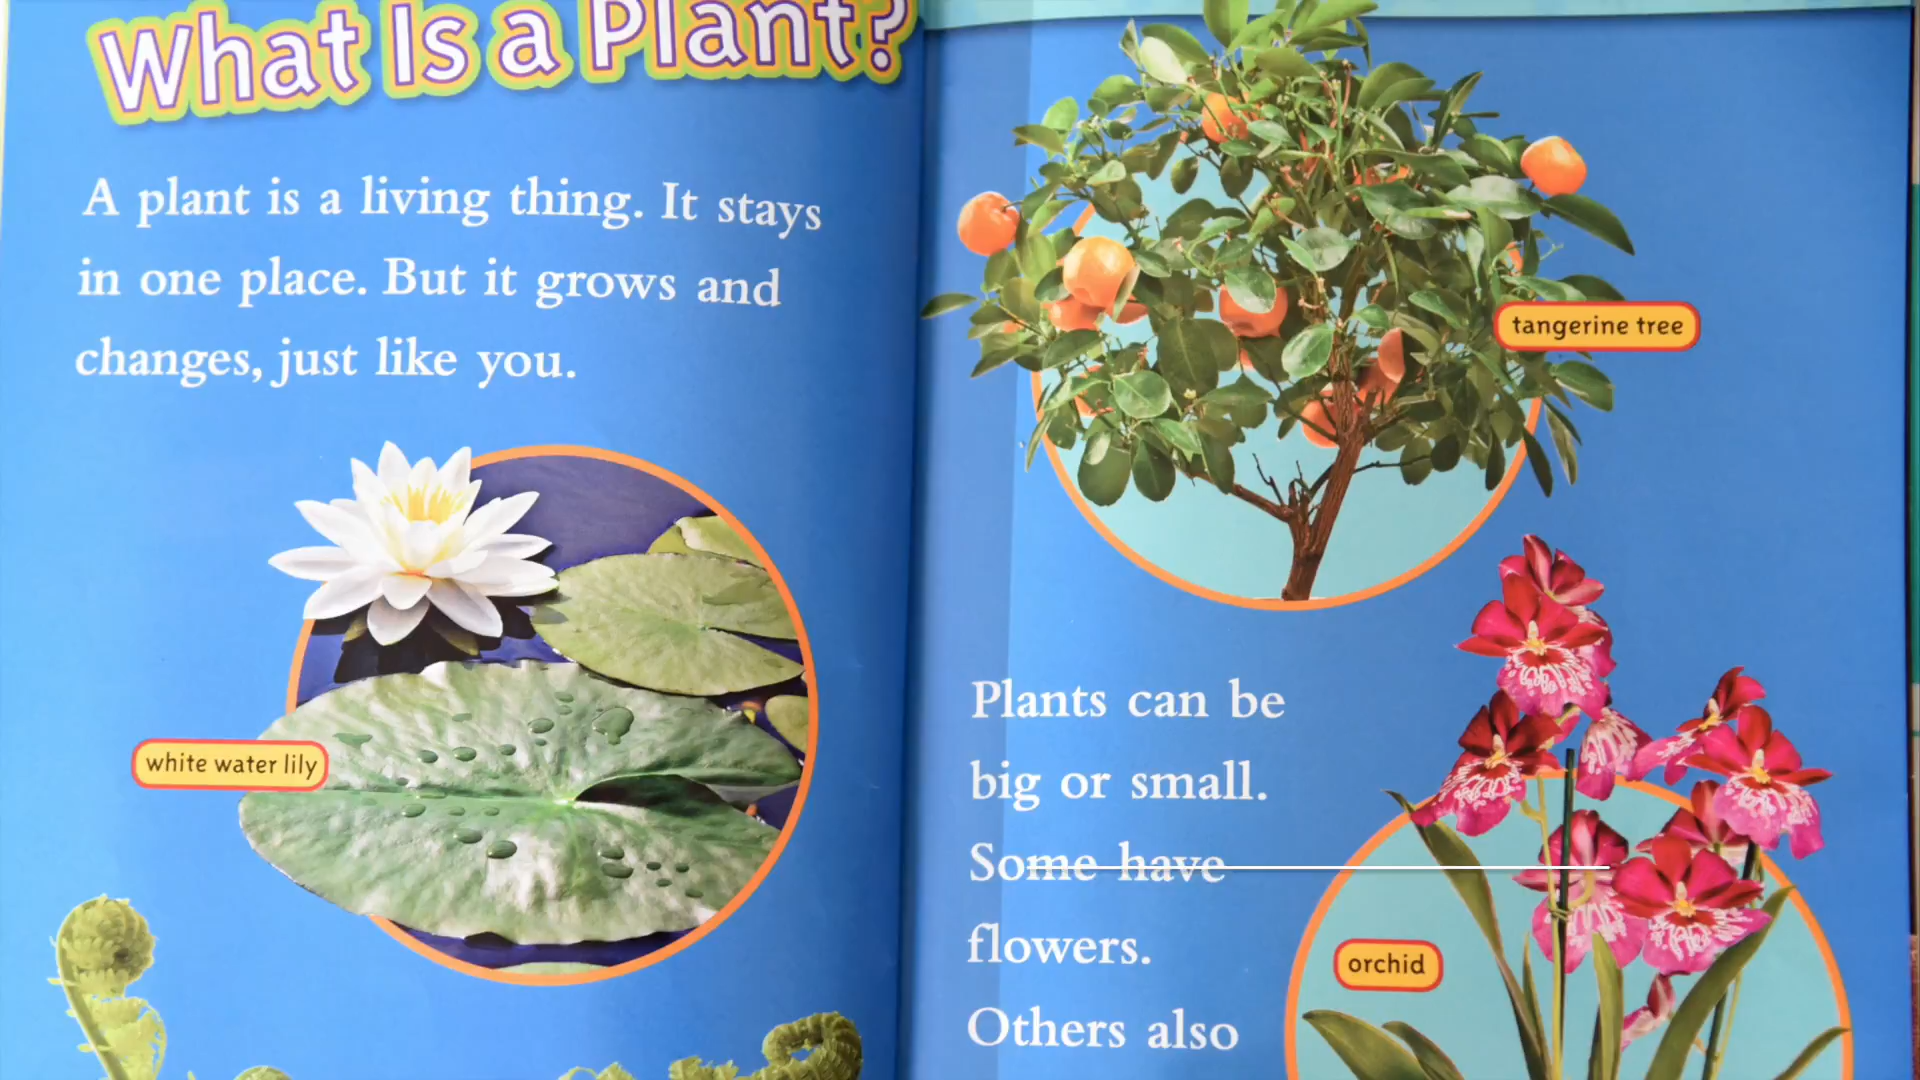 What Is a Plant?
A plant is a living thing. It stays
in one place. But it grows and
changes, just like you.
white water lily
tangerine tree
Plants can be
big or small.
Some have
flowers.
Others also
orchid